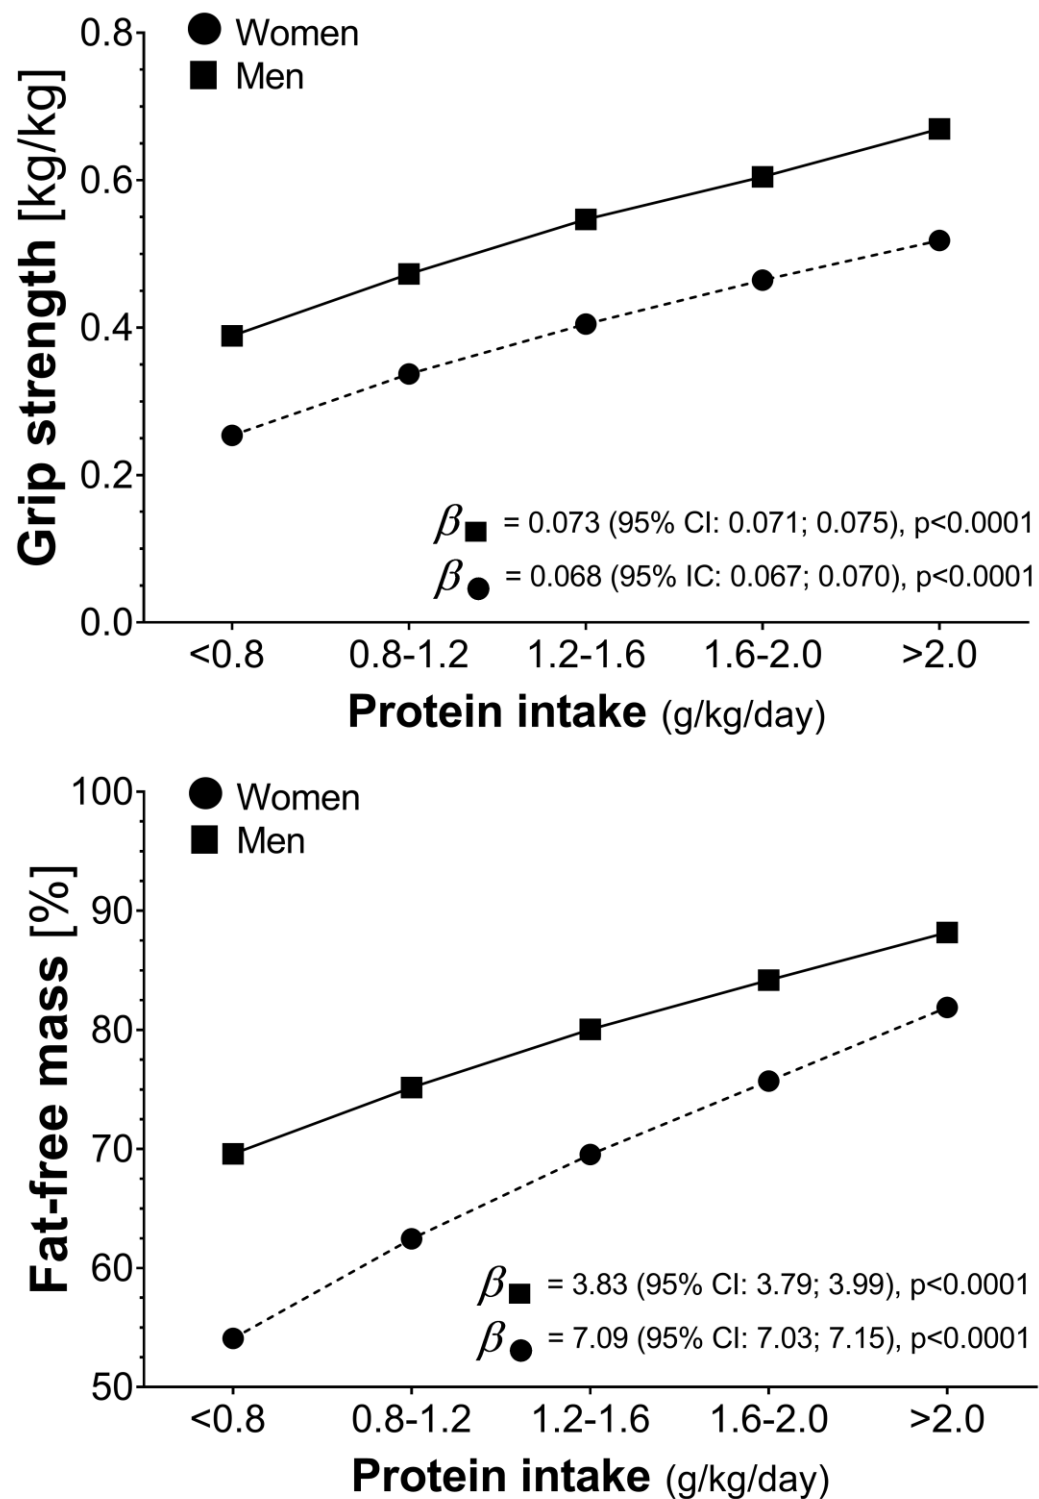 Women
Men
Grip strength [kg/kg]
0.8
0.6
0.4
0.2
0.0
β■ = 0.073 (95% CI: 0.071; 0.075), p<0.0001
β● = 0.068 (95% IC: 0.067; 0.070), p<0.0001
<0.8 0.8-1.2 1.2-1.6 1.6-2.0 >2.0
Protein intake (g/kg/day)
Women
Men
Fat-free mass [%]
100
90
80
70
60
50
β■ = 3.83 (95% CI: 3.79; 3.99), p<0.0001
β● = 7.09 (95% CI: 7.03; 7.15), p<0.0001
<0.8 0.8-1.2 1.2-1.6 1.6-2.0 >2.0
Protein intake (g/kg/day)